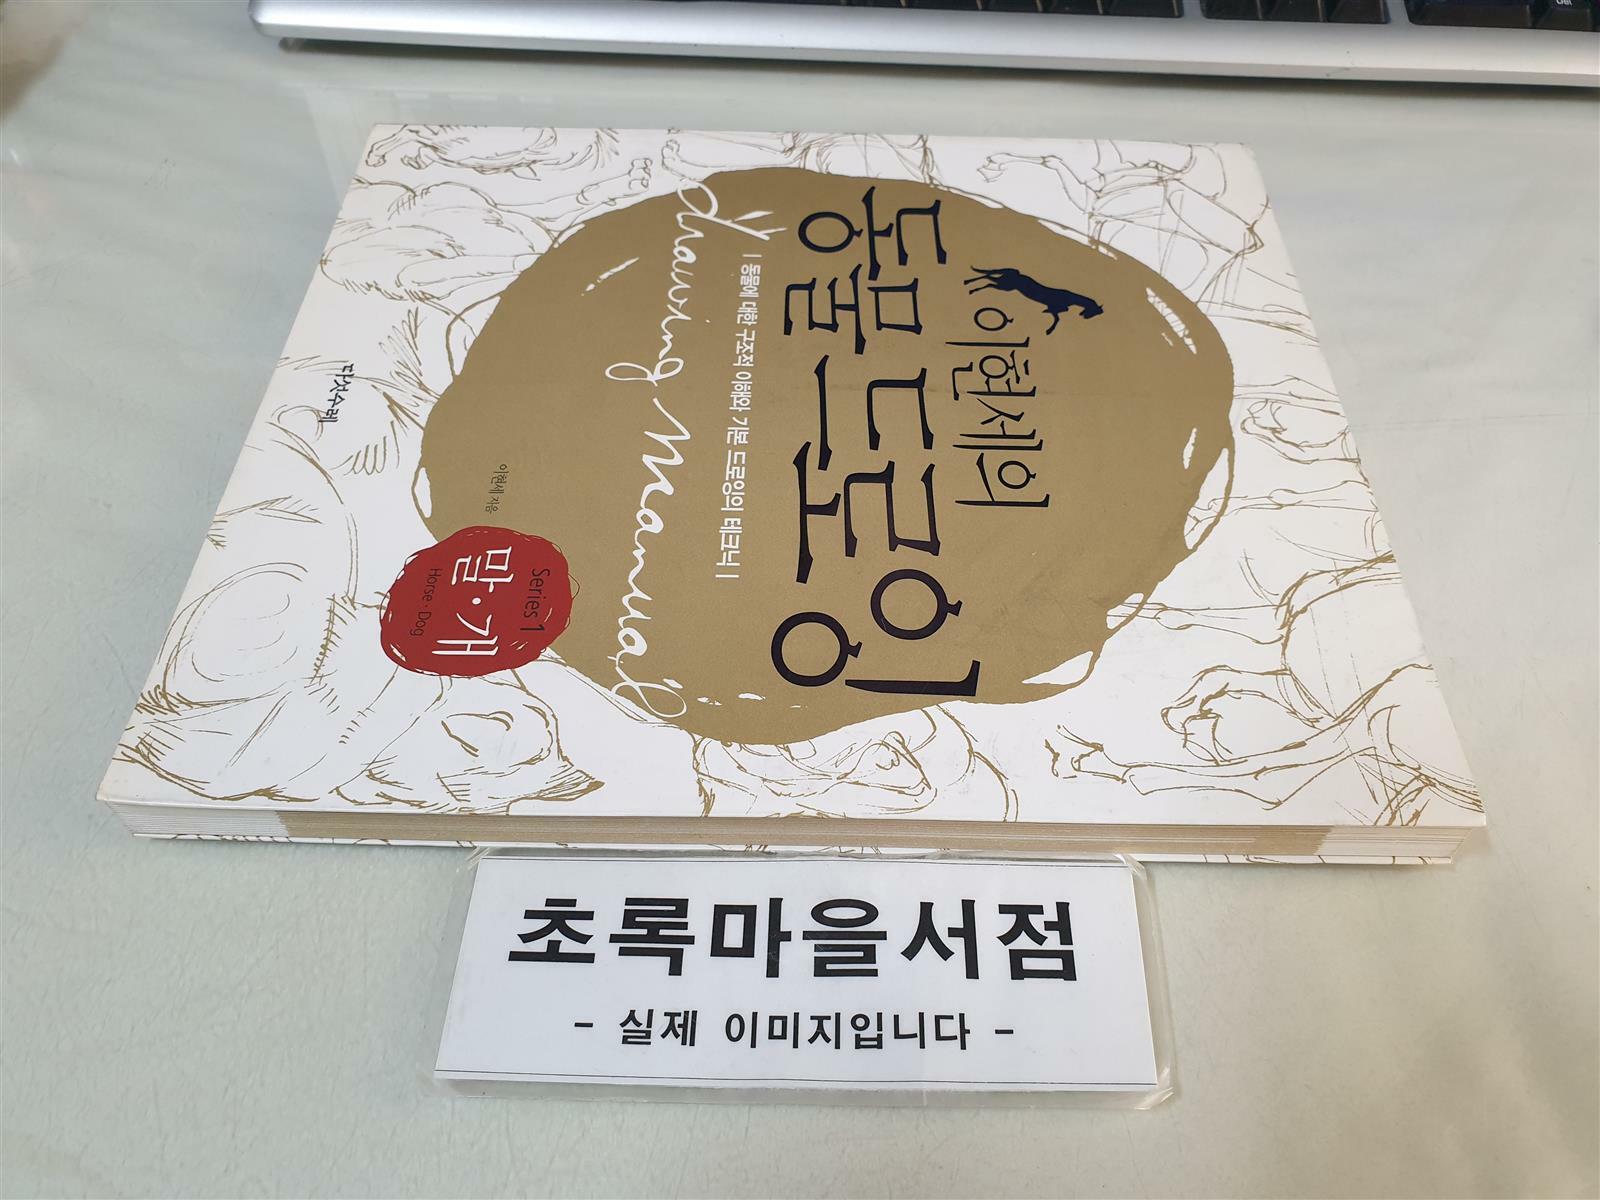 이현세의
동물 드로잉
| 동물에 대한 구조적 이해와 기본 드로잉의 테크닉 |
Drawing Manual
이현세 지음
Series 1
말·개
Horse·Dog
다섯수레
초록마을서점
- 실제 이미지입니다 -